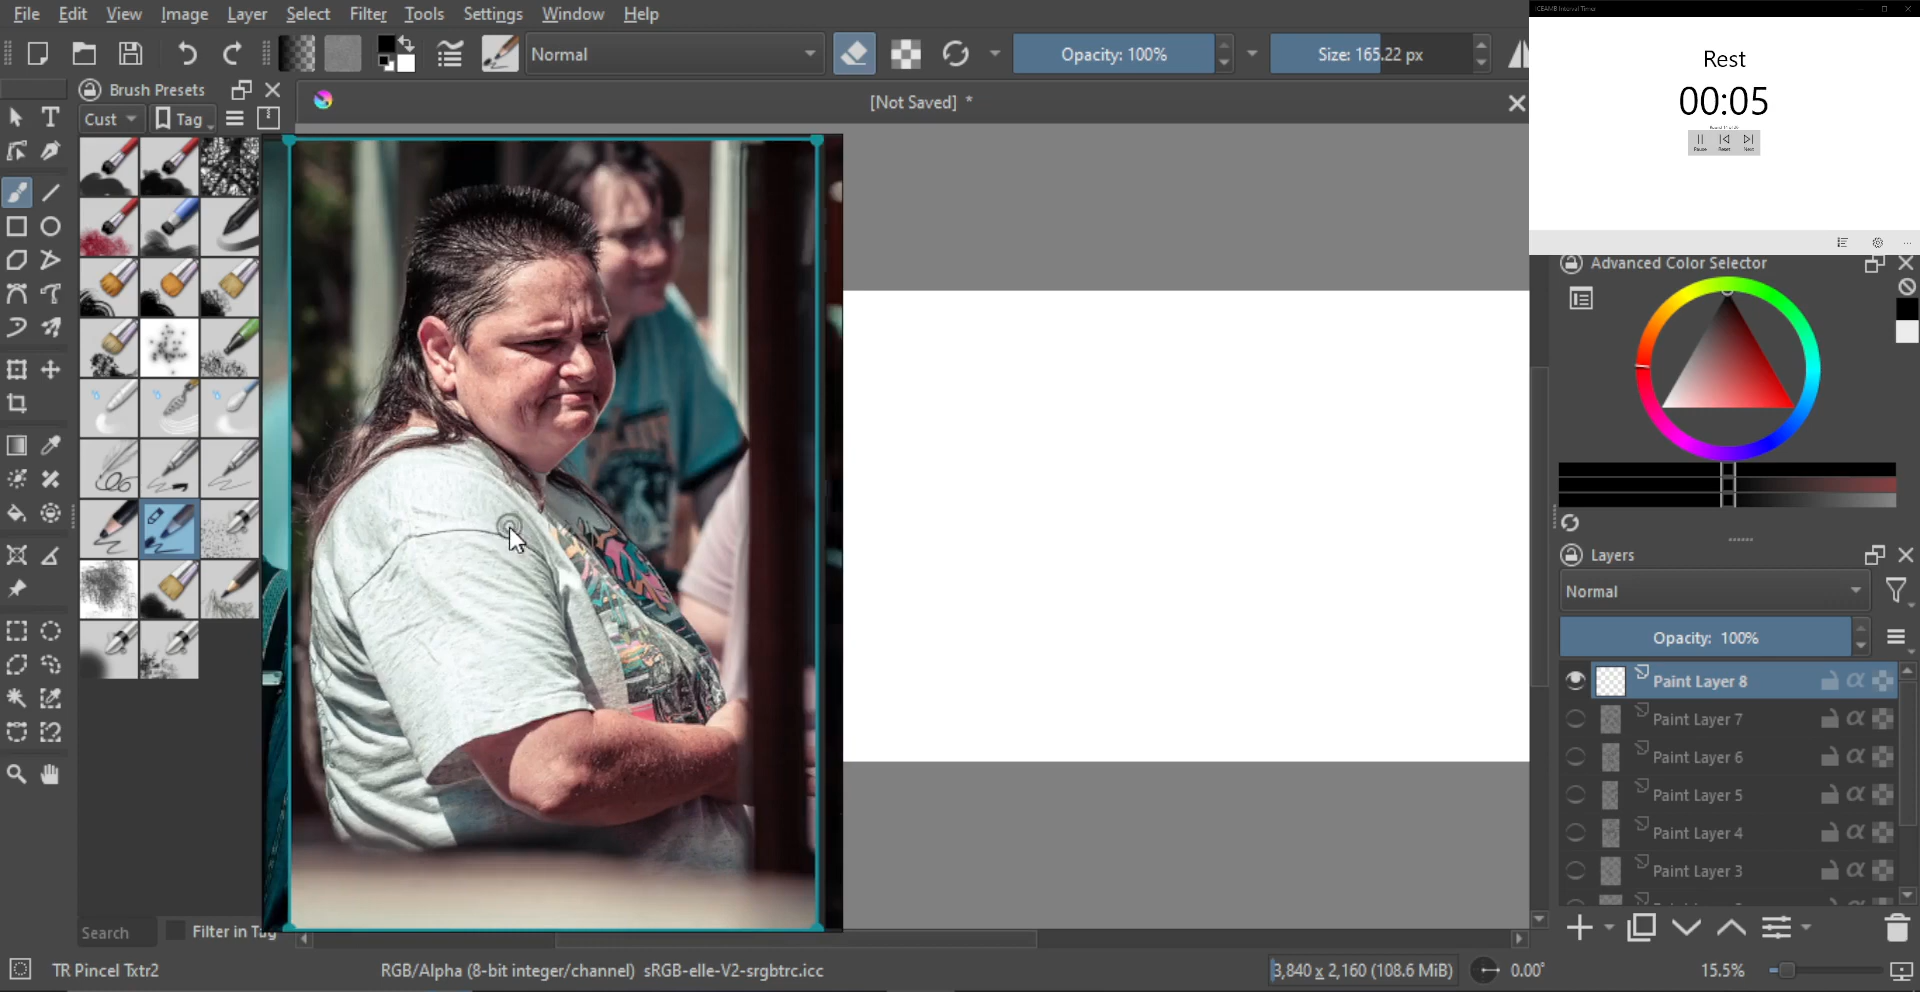 File Edit View Image Layer Select Filter Tools Settings Window Help
Normal
Opacity: 100%
Size: 165.22 px
ICEAMB Interval Timer
Rest
00:05
Pause Reset Next
Brush Presets
Cust
Tag
[Not Saved] *
Advanced Color Selector
Layers
Normal
Opacity: 100%
Paint Layer 8
Paint Layer 7
Paint Layer 6
Paint Layer 5
Paint Layer 4
Paint Layer 3
Search
Filter in Tag
TR Pincel Txtr2
RGB/Alpha (8-bit integer/channel) sRGB-elle-V2-srgbtrc.icc
3,840 x 2,160 (108.6 MiB)
0.00°
15.5%